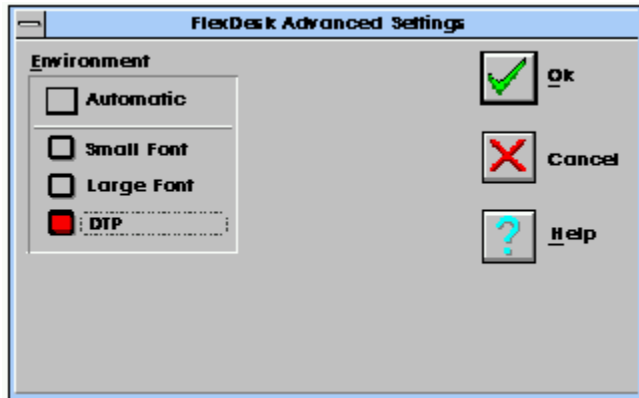 FlexDesk Advanced Settings
Environment
Automatic
Small Font
Large Font
DTP
Ok
Cancel
?
Help